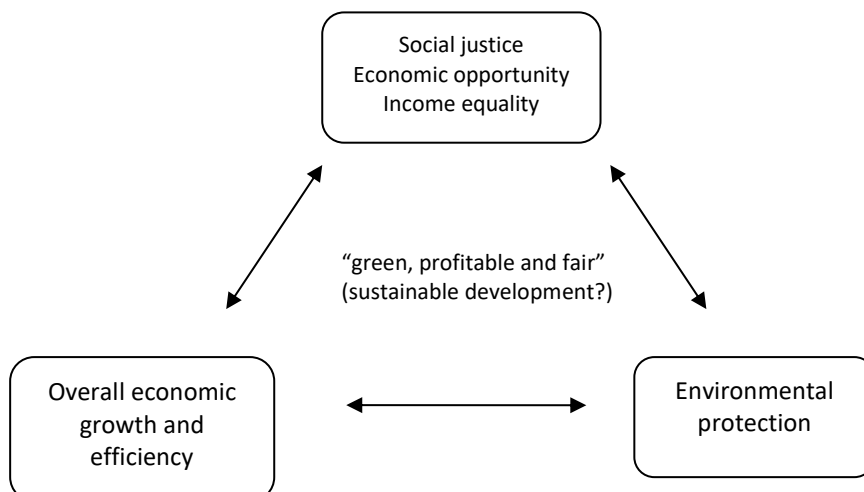 Social justice
Economic opportunity
Income equality
“green, profitable and fair”
(sustainable development?)
Overall economic
growth and
efficiency
Environmental
protection